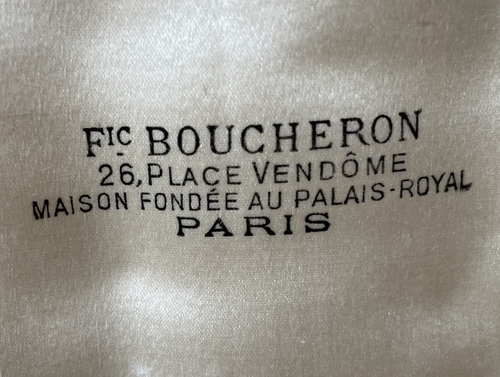 Fic BOUCHERON
26, PLACE VENDÔME
MAISON FONDÉE AU PALAIS-ROYAL
PARIS